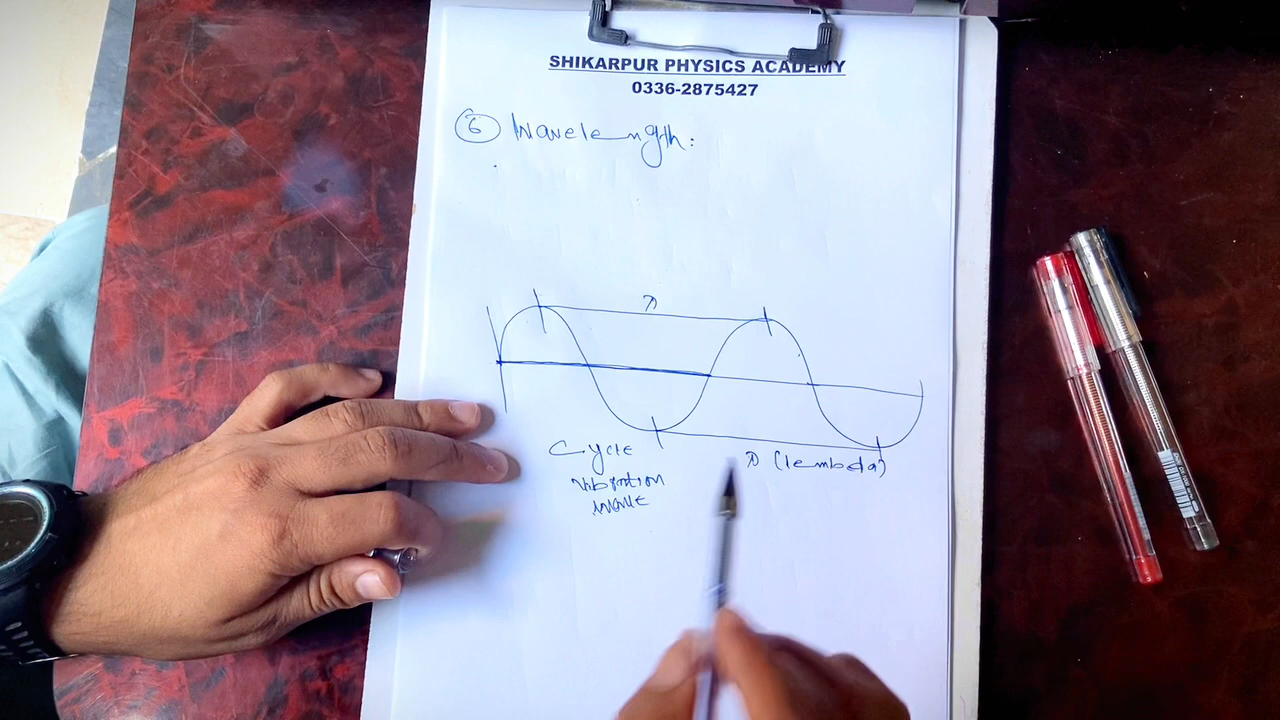 SHIKARPUR PHYSICS ACADEMY
0336-2875427
6 Wavelength:
λ
Cycle
λ (lembda)
vibration
wave